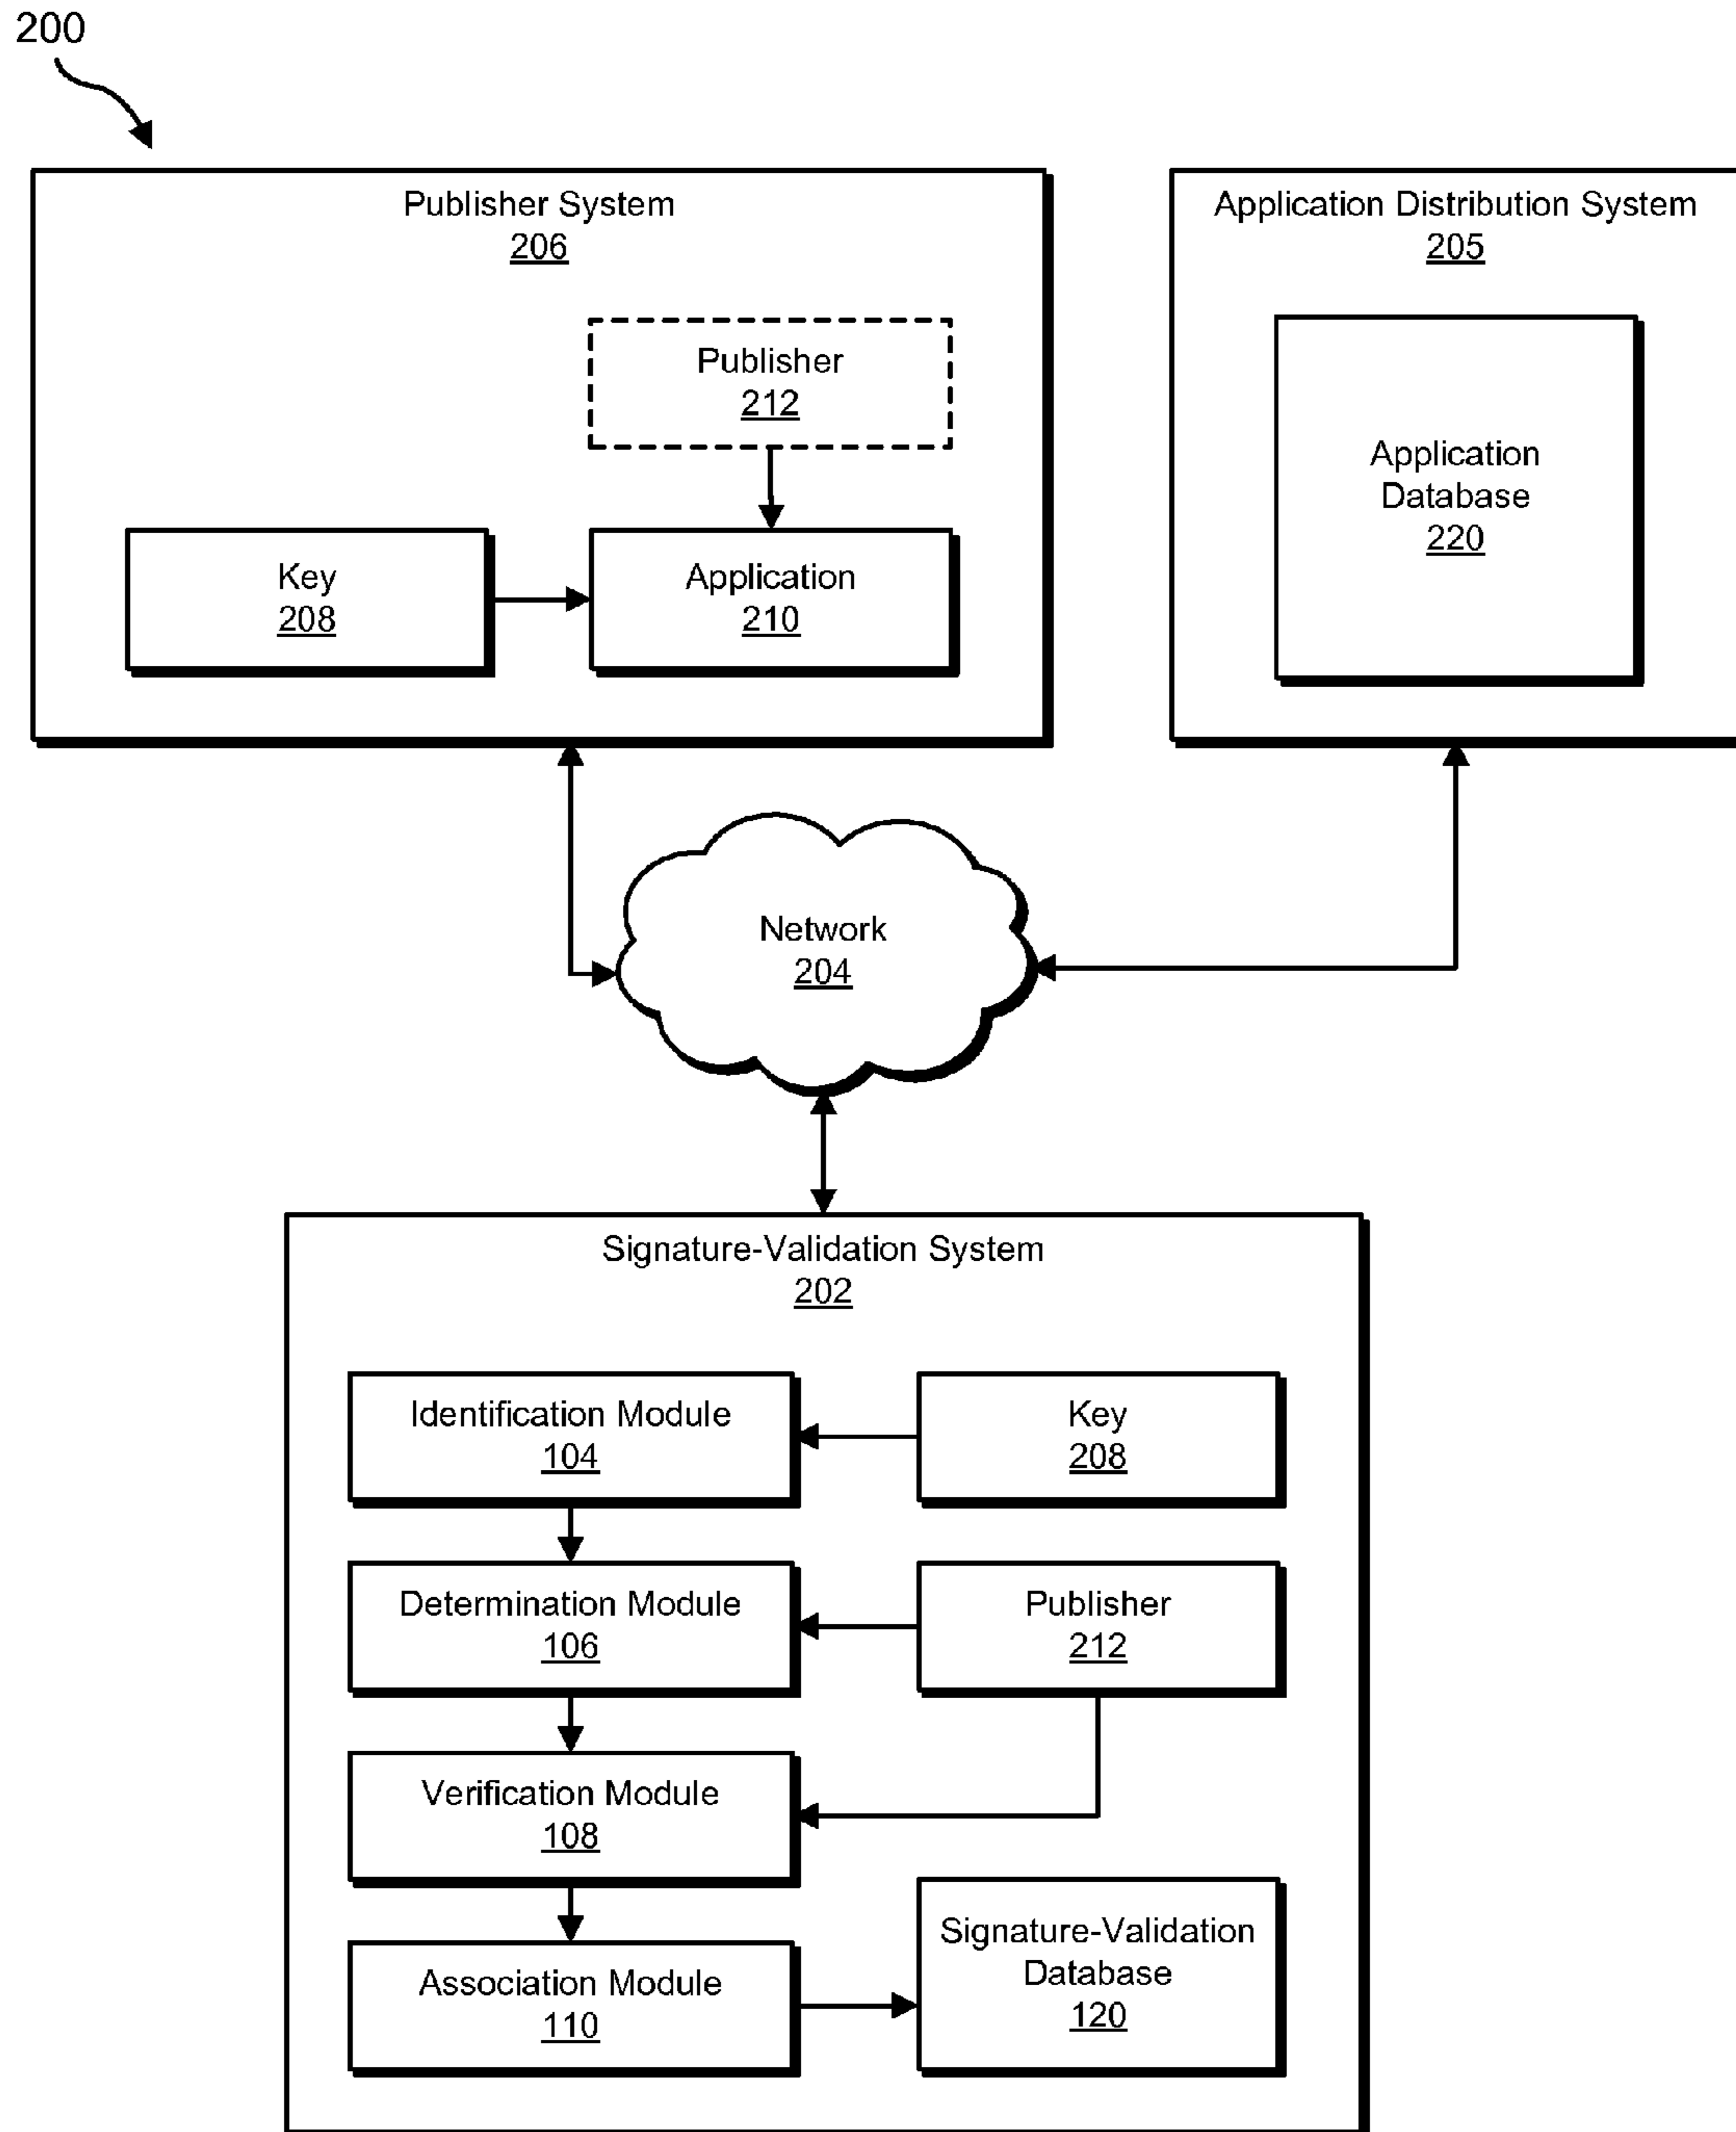 200
Publisher System
206
Publisher
212
Key
208
Application
210
Application Distribution System
205
Application
Database
220
Network
204
Signature-Validation System
202
Identification Module
104
Key
208
Determination Module
106
Publisher
212
Verification Module
108
Association Module
110
Signature-Validation
Database
120